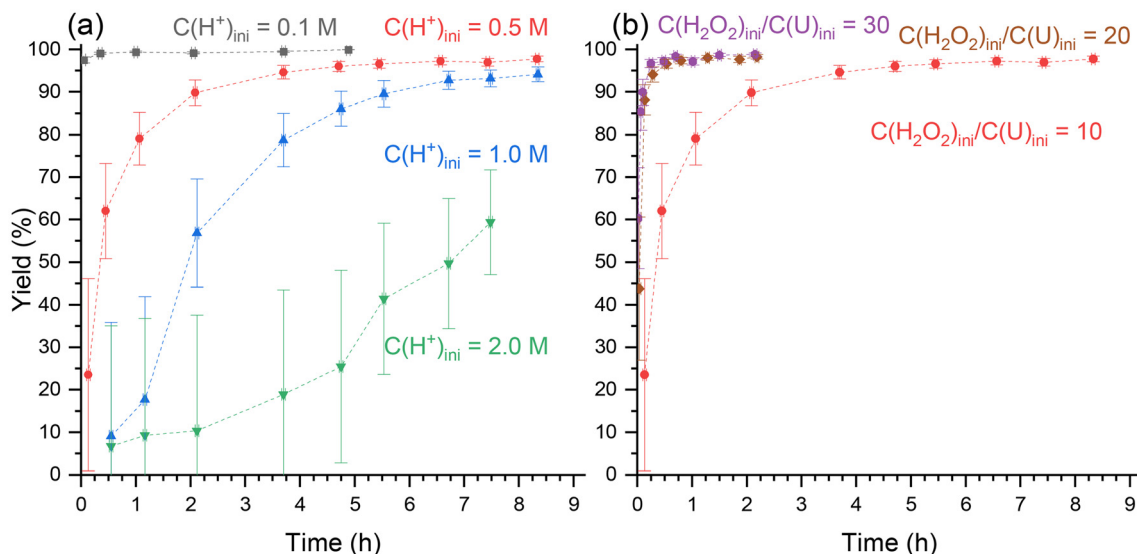 (a)
C(H⁺)ini = 0.1 M
C(H⁺)ini = 0.5 M
C(H⁺)ini = 1.0 M
C(H⁺)ini = 2.0 M
Yield (%)
100
90
80
70
60
50
40
30
20
10
0
0 1 2 3 4 5 6 7 8 9
Time (h)
(b)
C(H₂O₂)ini/C(U)ini = 30
C(H₂O₂)ini/C(U)ini = 20
C(H₂O₂)ini/C(U)ini = 10
100
90
80
70
60
50
40
30
20
10
0
0 1 2 3 4 5 6 7 8 9
Time (h)